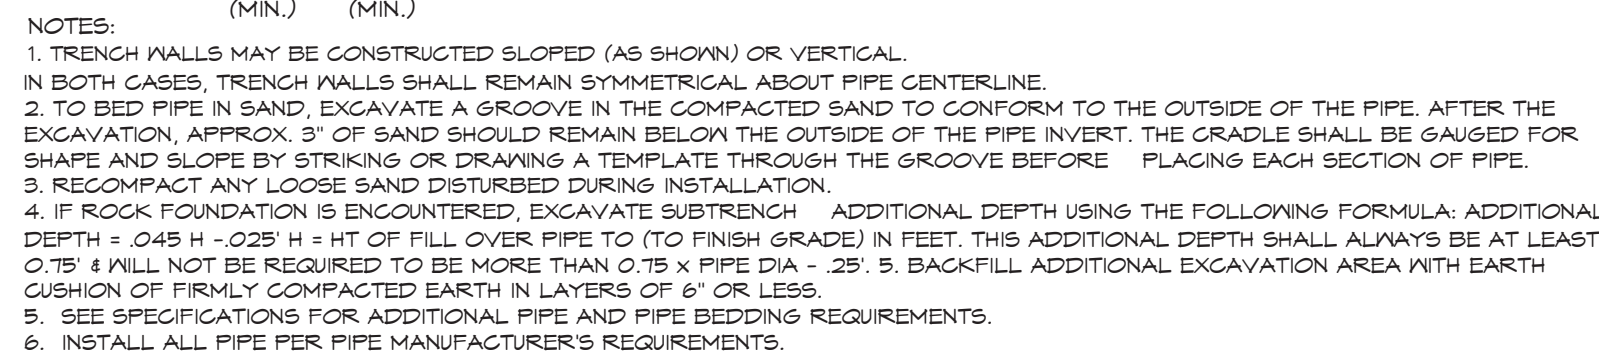 (MIN.) (MIN.)
NOTES:
1. TRENCH WALLS MAY BE CONSTRUCTED SLOPED (AS SHOWN) OR VERTICAL.
IN BOTH CASES, TRENCH WALLS SHALL REMAIN SYMMETRICAL ABOUT PIPE CENTERLINE.
2. TO BED PIPE IN SAND, EXCAVATE A GROOVE IN THE COMPACTED SAND TO CONFORM TO THE OUTSIDE OF THE PIPE. AFTER THE
EXCAVATION, APPROX. 3" OF SAND SHOULD REMAIN BELOW THE OUTSIDE OF THE PIPE INVERT. THE CRADLE SHALL BE GAUGED FOR
SHAPE AND SLOPE BY STRIKING OR DRAWING A TEMPLATE THROUGH THE GROOVE BEFORE PLACING EACH SECTION OF PIPE.
3. RECOMPACT ANY LOOSE SAND DISTURBED DURING INSTALLATION.
4. IF ROCK FOUNDATION IS ENCOUNTERED, EXCAVATE SUBTRENCH ADDITIONAL DEPTH USING THE FOLLOWING FORMULA: ADDITIONAL
DEPTH = .045 H -.025' H = HT OF FILL OVER PIPE TO (TO FINISH GRADE) IN FEET. THIS ADDITIONAL DEPTH SHALL ALWAYS BE AT LEAST
0.75' & WILL NOT BE REQUIRED TO BE MORE THAN 0.75 x PIPE DIA - .25'. 5. BACKFILL ADDITIONAL EXCAVATION AREA WITH EARTH
CUSHION OF FIRMLY COMPACTED EARTH IN LAYERS OF 6" OR LESS.
5. SEE SPECIFICATIONS FOR ADDITIONAL PIPE AND PIPE BEDDING REQUIREMENTS.
6. INSTALL ALL PIPE PER PIPE MANUFACTURER'S REQUIREMENTS.